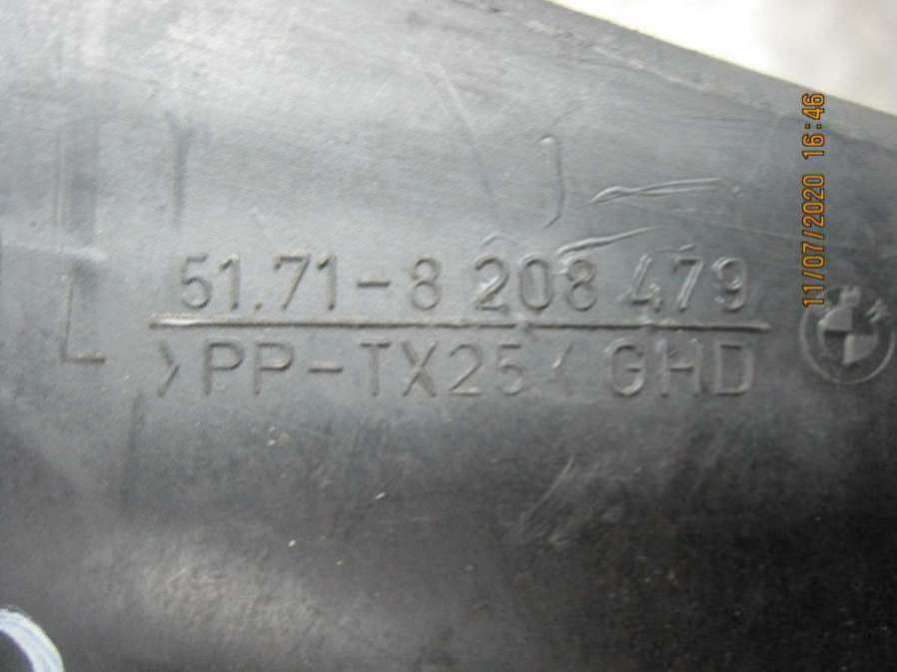 51.71-8 208 479
L
>PP-TX25< GHD
11/07/2020 16:46